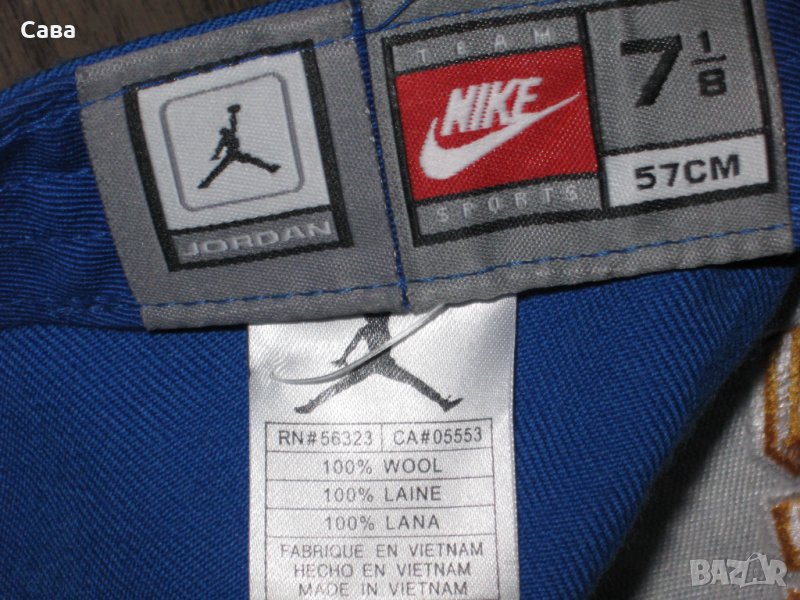 Сава
JORDAN
TEAM
NIKE
SPORTS
7 1/8
57CM
RN#56323 CA#05553
100% WOOL
100% LAINE
100% LANA
FABRIQUE EN VIETNAM
HECHO EN VIETNAM
MADE IN VIETNAM
BAZAR